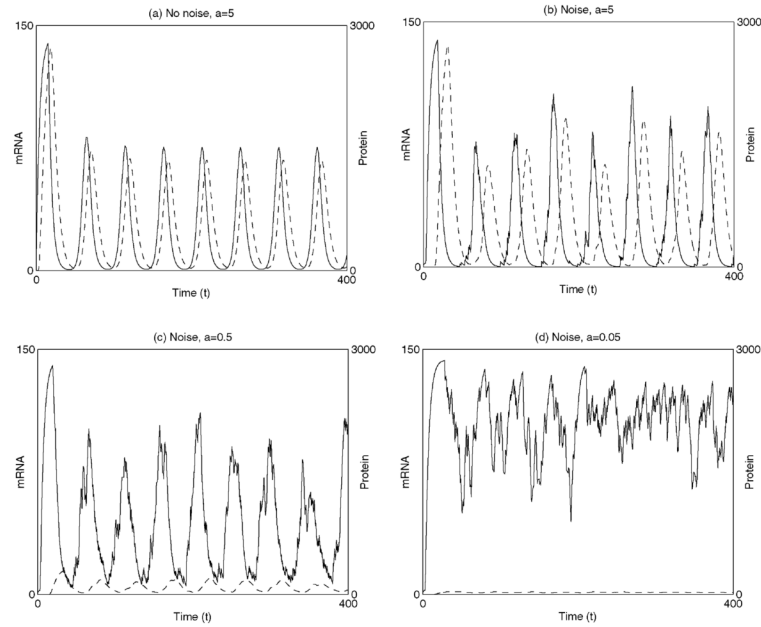 (a) No noise, a=5
150
3000
mRNA
Protein
0
0
400
Time (t)
(b) Noise, a=5
150
3000
mRNA
Protein
0
0
0
400
Time (t)
(c) Noise, a=0.5
150
3000
mRNA
Protein
0
0
0
400
Time (t)
(d) Noise, a=0.05
150
3000
mRNA
Protein
0
0
0
400
Time (t)